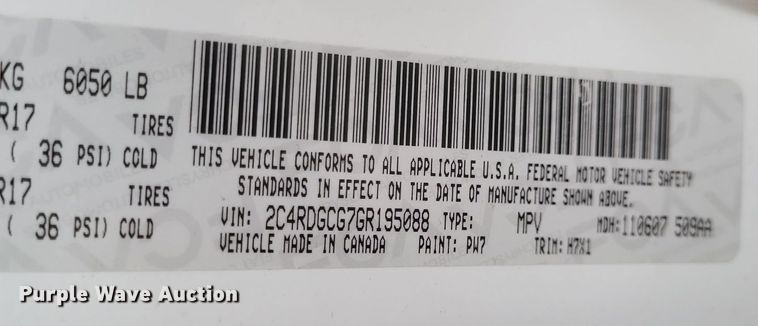 KG 6050 LB
R17 TIRES
( 36 PSI) COLD
R17 TIRES
( 36 PSI) COLD
THIS VEHICLE CONFORMS TO ALL APPLICABLE U.S.A. FEDERAL MOTOR VEHICLE SAFETY
STANDARDS IN EFFECT ON THE DATE OF MANUFACTURE SHOWN ABOVE.
VIN: 2C4RDGCG7GR195088 TYPE: MPV MDH:110607 509AA
VEHICLE MADE IN CANADA PAINT: PW7 TRIM: H7X1
Purple Wave Auction